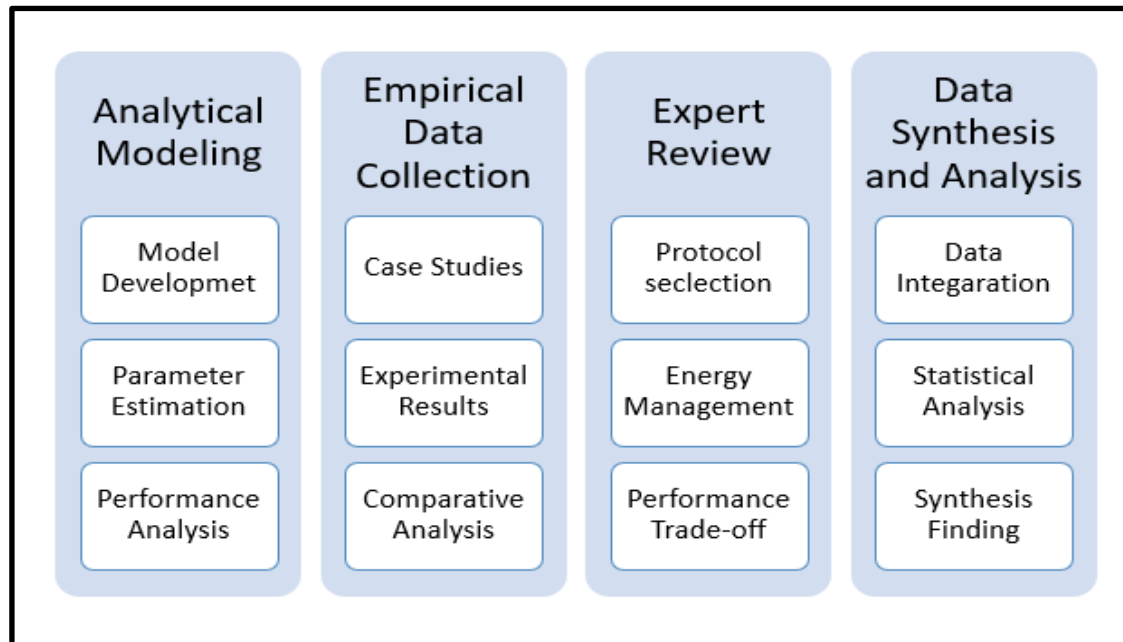 Analytical
Modeling
Model
Developmet
Parameter
Estimation
Performance
Analysis
Empirical
Data
Collection
Case Studies
Experimental
Results
Comparative
Analysis
Expert
Review
Protocol
seclection
Energy
Management
Performance
Trade-off
Data
Synthesis
and Analysis
Data
Integaration
Statistical
Analysis
Synthesis
Finding